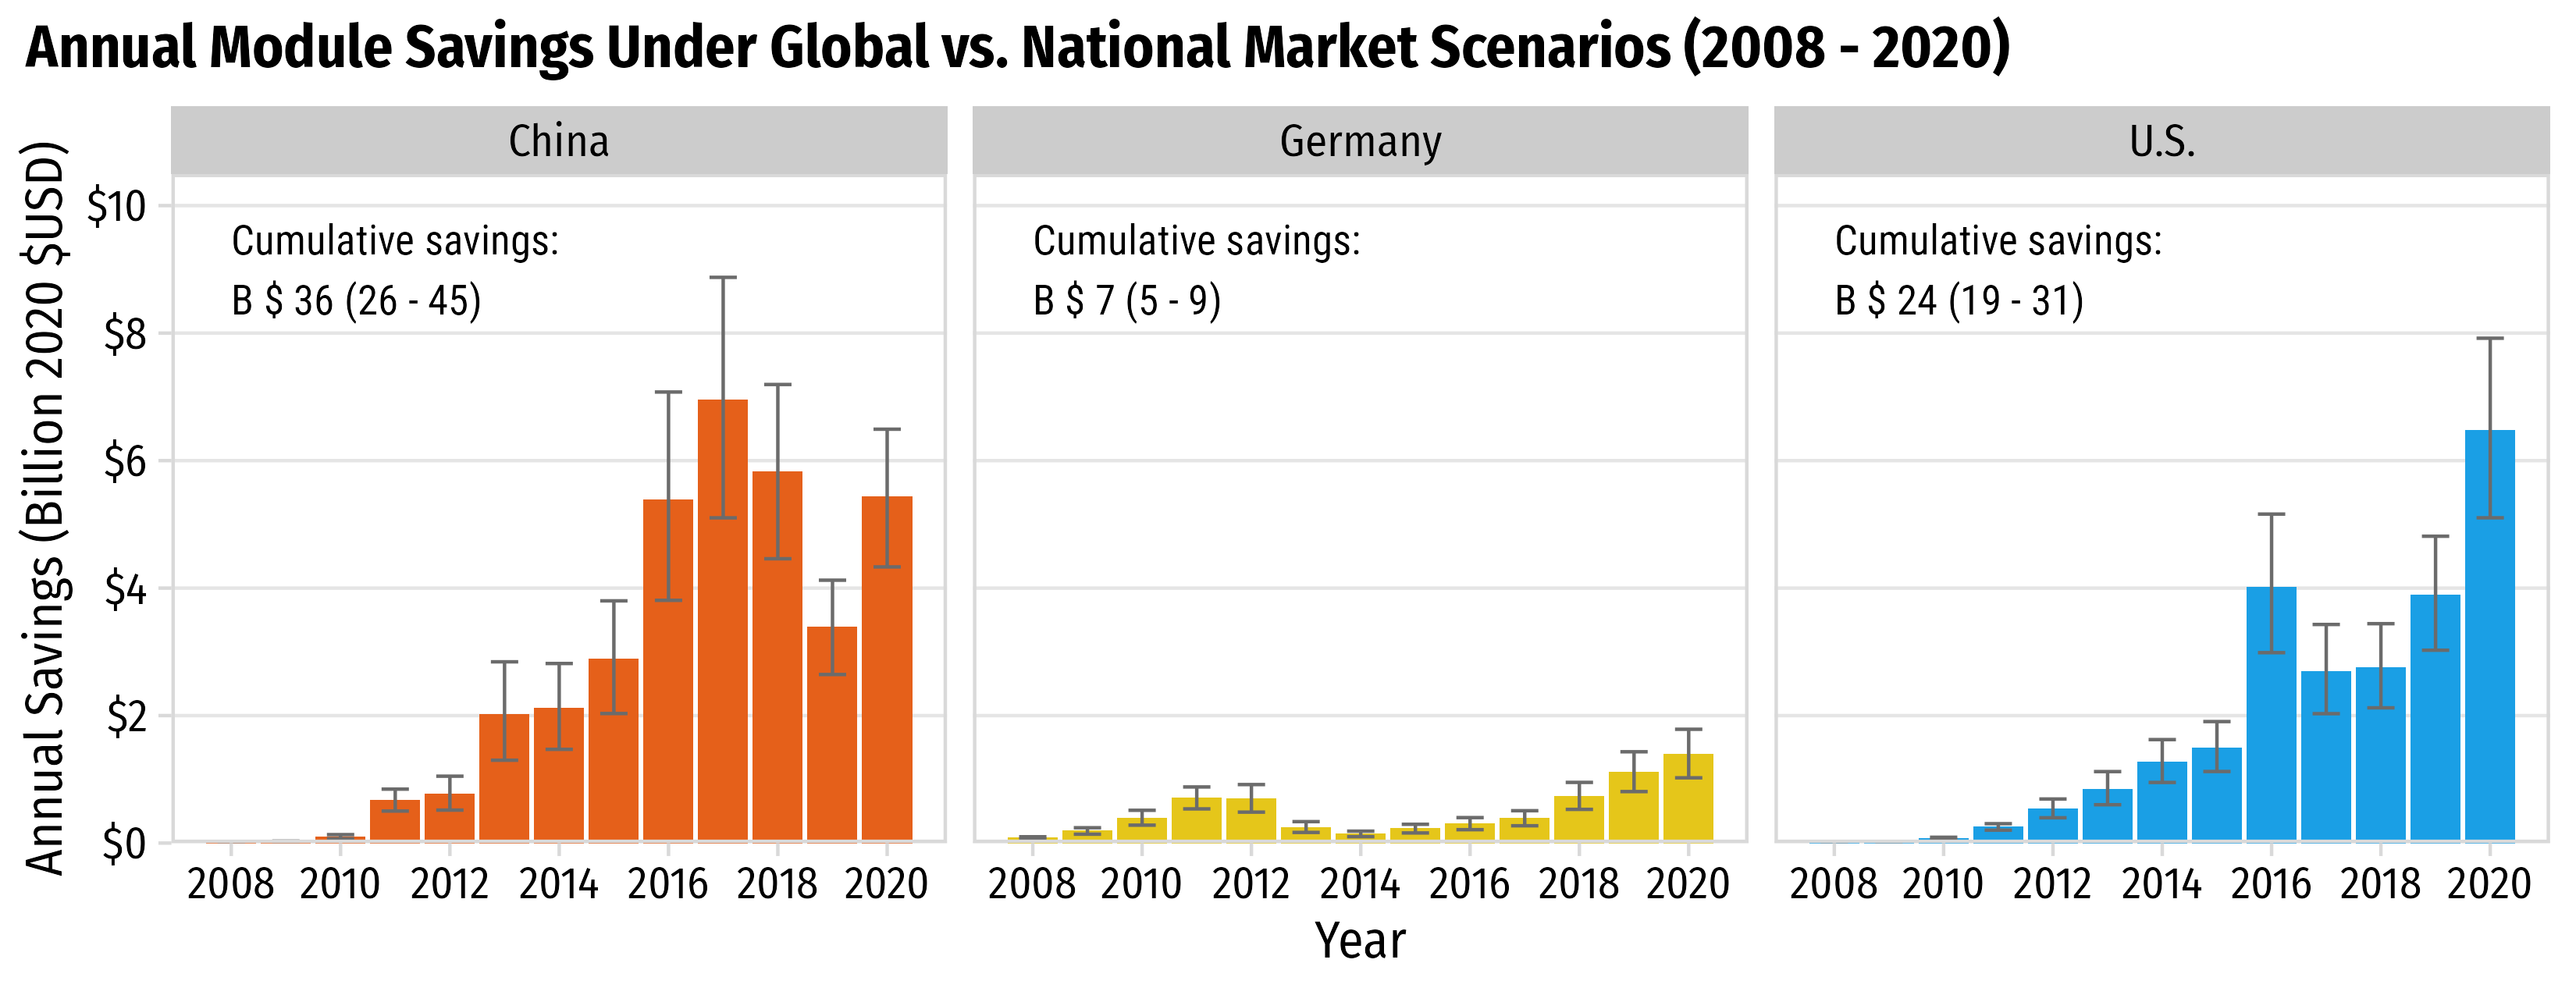 Annual Module Savings Under Global vs. National Market Scenarios (2008 - 2020)
China
Germany
U.S.
Annual Savings (Billion 2020 $USD)
$10
$8
$6
$4
$2
$0
Cumulative savings:
B $ 36 (26 - 45)
Cumulative savings:
B $ 7 (5 - 9)
Cumulative savings:
B $ 24 (19 - 31)
2008 2010 2012 2014 2016 2018 2020
2008 2010 2012 2014 2016 2018 2020
2008 2010 2012 2014 2016 2018 2020
Year